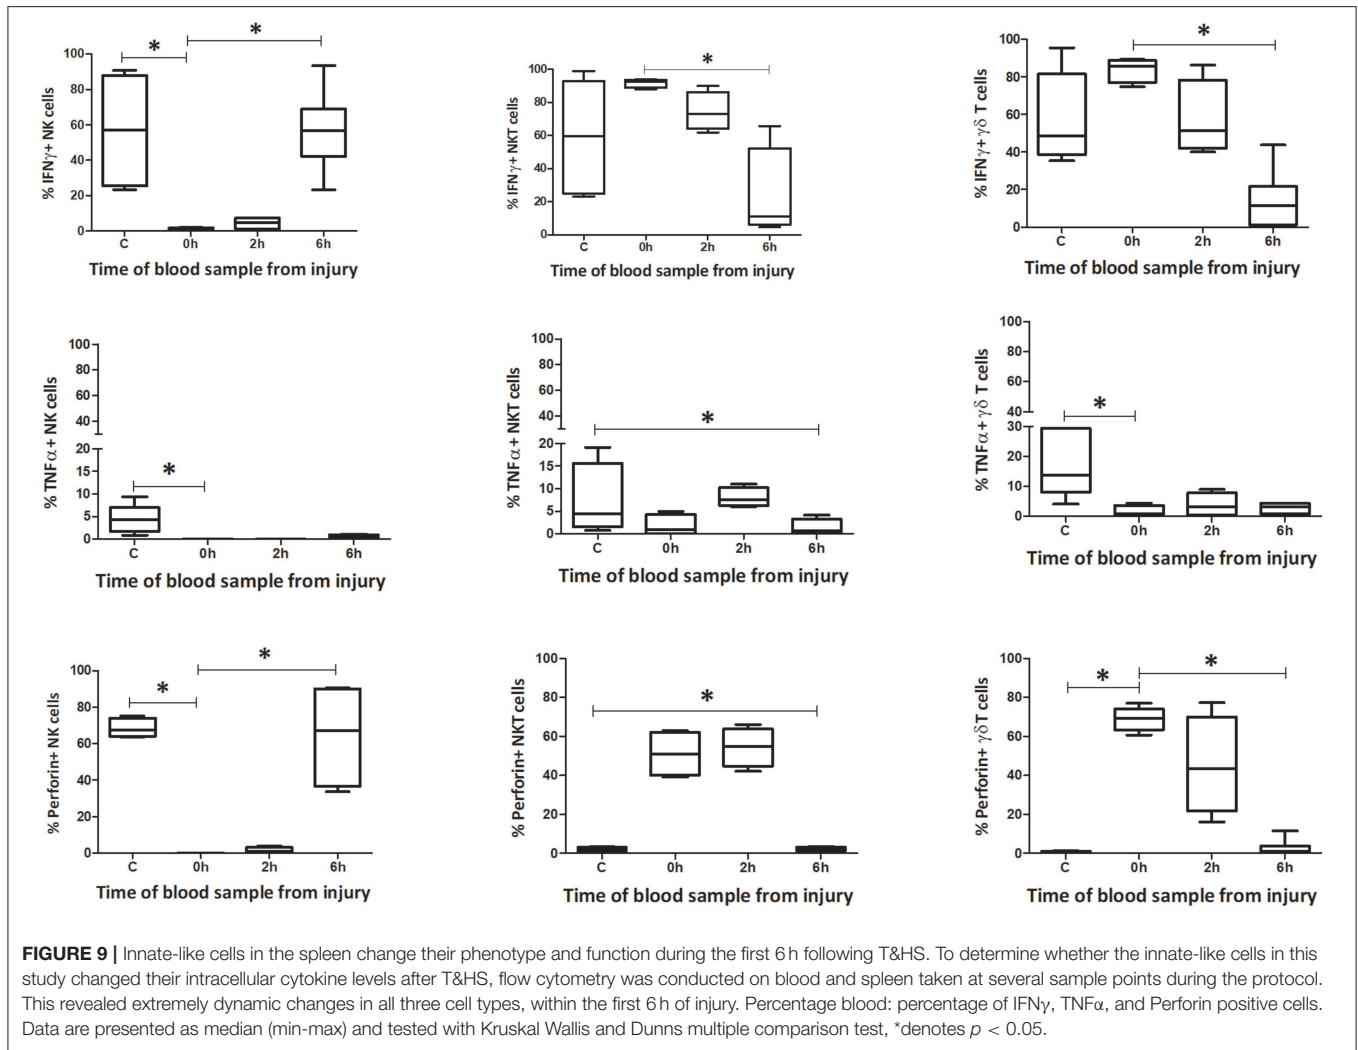 % IFNγ+ NK cells
100
80
60
40
20
0
* *
C 0h 2h 6h
Time of blood sample from injury
% IFNγ+ NKT cells
100
80
60
40
20
0
*
C 0h 2h 6h
Time of blood sample from injury
% IFNγ+ γδ T cells
100
80
60
40
20
0
*
C 0h 2h 6h
Time of blood sample from injury
% TNFα+ NK cells
100
80
60
40
20
15
10
5
0
*
C 0h 2h 6h
Time of blood sample from injury
% TNFα+ NKT cells
100
80
60
40
20
15
10
5
0
*
C 0h 2h 6h
Time of blood sample from injury
% TNFα+ γδ T cells
100
80
60
40
30
20
10
0
*
C 0h 2h 6h
Time of blood sample from injury
% Perforin+ NK cells
100
80
60
40
20
0
* *
C 0h 2h 6h
Time of blood sample from injury
% Perforin+ NKT cells
100
80
60
40
20
0
*
C 0h 2h 6h
Time of blood sample from injury
% Perforin+ γδT cells
100
80
60
40
20
0
* *
C 0h 2h 6h
Time of blood sample from injury
FIGURE 9 | Innate-like cells in the spleen change their phenotype and function during the first 6 h following T&HS. To determine whether the innate-like cells in this
study changed their intracellular cytokine levels after T&HS, flow cytometry was conducted on blood and spleen taken at several sample points during the protocol.
This revealed extremely dynamic changes in all three cell types, within the first 6 h of injury. Percentage blood: percentage of IFNγ, TNFα, and Perforin positive cells.
Data are presented as median (min-max) and tested with Kruskal Wallis and Dunns multiple comparison test, *denotes p < 0.05.